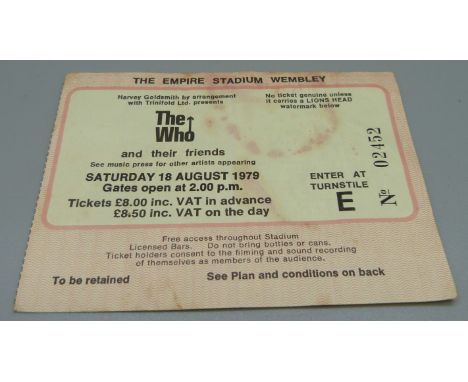 THE EMPIRE STADIUM WEMBLEY
Harvey Goldsmith by arrangement
with Trinifold Ltd. presents
No ticket genuine unless
it carries a LIONS HEAD
watermark below
The
Who
and their friends
See music press for other artists appearing
SATURDAY 18 AUGUST 1979
Gates open at 2.00 p.m.
Tickets £8.00 inc. VAT in advance
£8.50 inc. VAT on the day
ENTER AT
TURNSTILE
E
No 02452
Free access throughout Stadium
Licensed Bars. Do not bring bottles or cans.
Ticket holders consent to the filming and sound recording
of themselves as members of the audience.
To be retained
See Plan and conditions on back